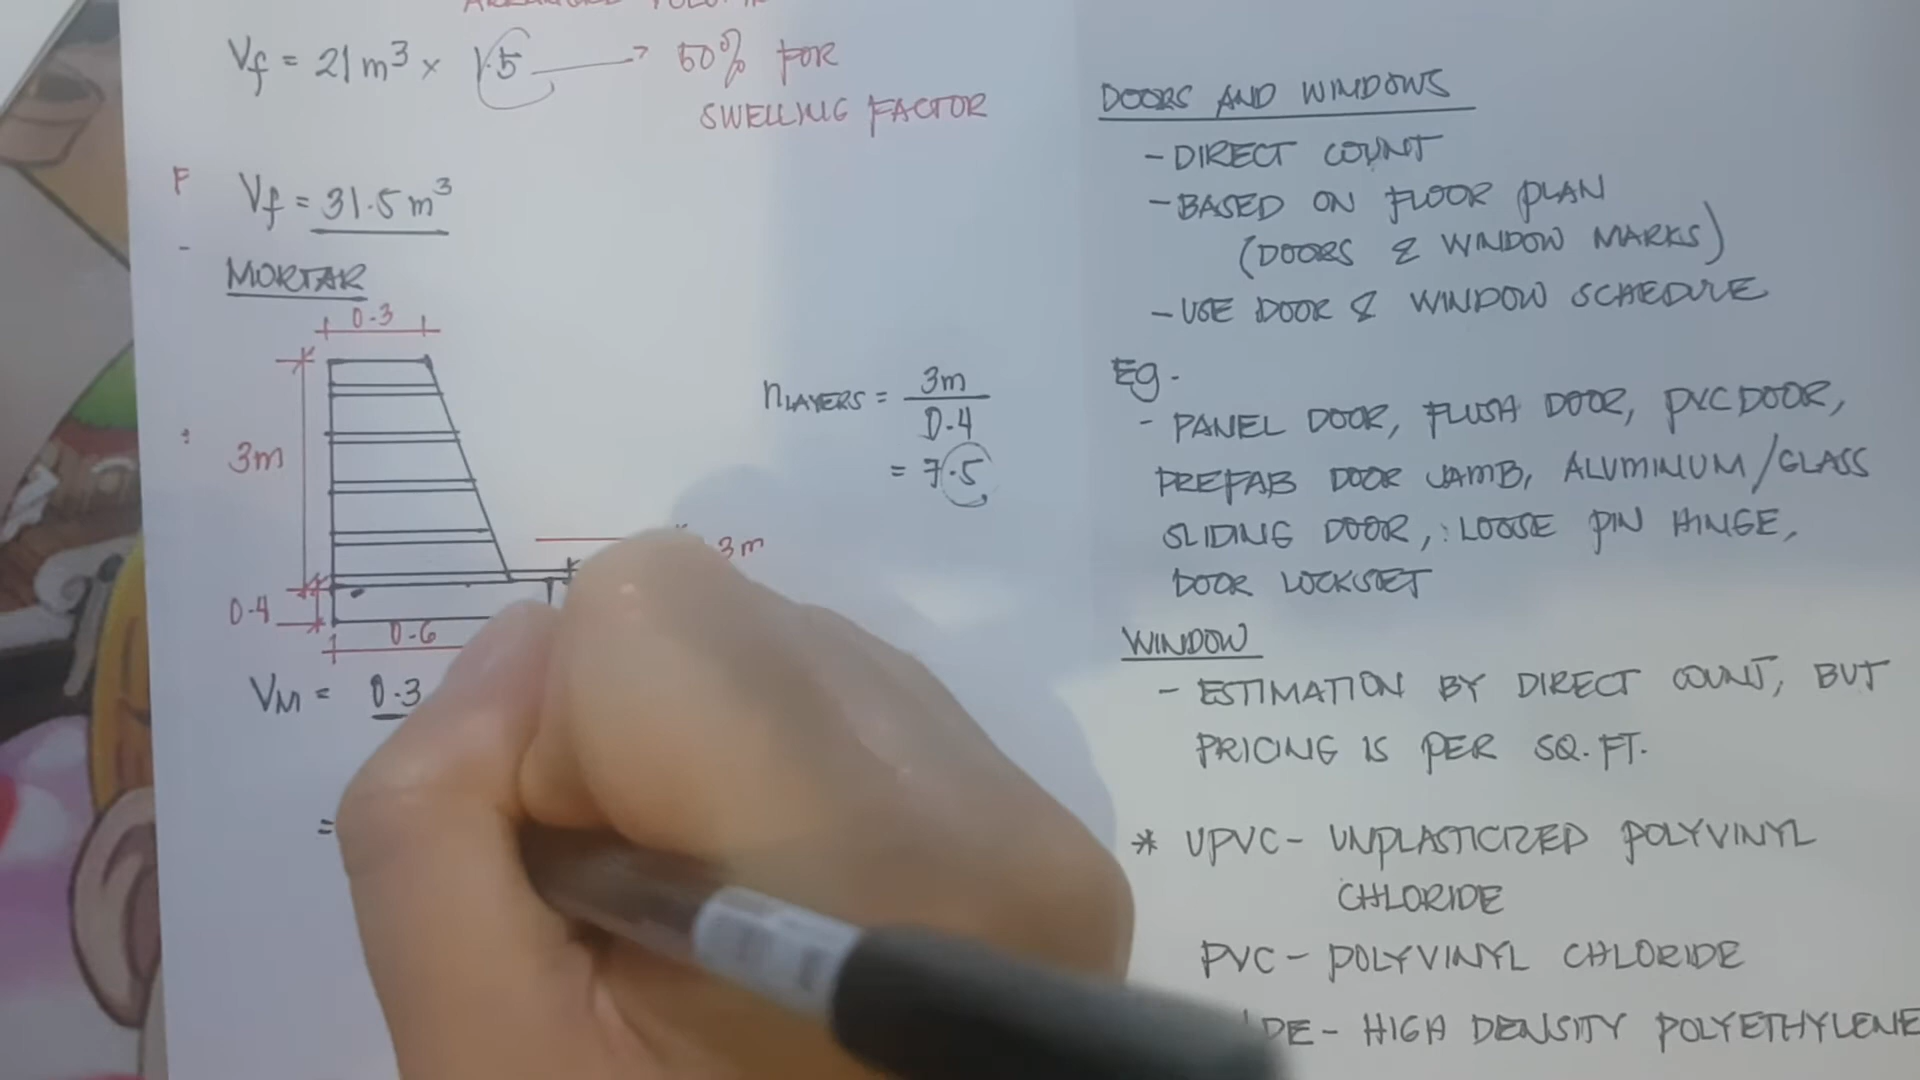 Vf = 21m³ × 1.5 → 50% FOR
SWELLING FACTOR
F
Vf = 31.5 m³
-
MORTAR
0.3
3m
nLAYERS = 3m
0.4
= 7.5
3m
0.4
0.6
VM = 0.3
=
DOORS AND WINDOWS
- DIRECT COUNT
- BASED ON FLOOR PLAN
(DOORS & WINDOW MARKS)
- USE DOOR & WINDOW SCHEDULE
Eg.
- PANEL DOOR, FLUSH DOOR, PVC DOOR,
PREFAB DOOR JAMB, ALUMINUM/GLASS
SLIDING DOOR, : LOOSE PIN HINGE,
DOOR LOCKSET
WINDOW
- ESTIMATION BY DIRECT COUNT, BUT
PRICING IS PER SQ.FT.
* UPVC - UNPLASTICIZED POLYVINYL
CHLORIDE
PVC - POLYVINYL CHLORIDE
DE - HIGH DENSITY POLYETHYLENE